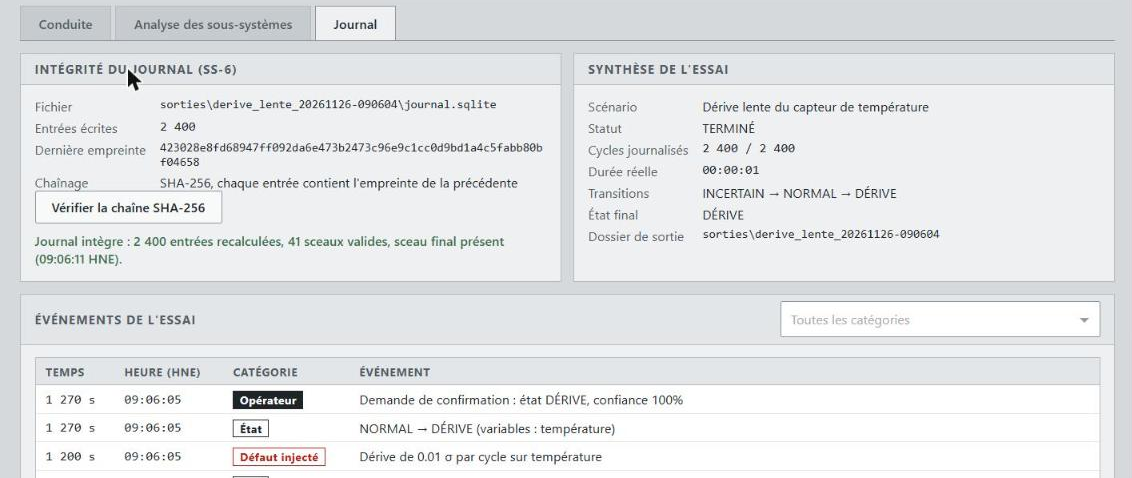 Conduite
Analyse des sous-systèmes
Journal
INTÉGRITÉ DU JOURNAL (SS-6)
Fichier sorties\derive_lente_20261126-090604\journal.sqlite
Entrées écrites 2 400
Dernière empreinte 423028e8fd68947ff092da6e473b2473c96e9c1cc0d9bd1a4c5fabb80b
f04658
Chaînage SHA-256, chaque entrée contient l'empreinte de la précédente
Vérifier la chaîne SHA-256
Journal intègre : 2 400 entrées recalculées, 41 sceaux valides, sceau final présent
(09:06:11 HNE).
SYNTHÈSE DE L'ESSAI
Scénario Dérive lente du capteur de température
Statut TERMINÉ
Cycles journalisés 2 400 / 2 400
Durée réelle 00:00:01
Transitions INCERTAIN → NORMAL → DÉRIVE
État final DÉRIVE
Dossier de sortie sorties\derive_lente_20261126-090604
ÉVÉNEMENTS DE L'ESSAI
Toutes les catégories
TEMPS HEURE (HNE) CATÉGORIE ÉVÉNEMENT
1 270 s 09:06:05 Opérateur Demande de confirmation : état DÉRIVE, confiance 100%
1 270 s 09:06:05 État NORMAL → DÉRIVE (variables : température)
1 200 s 09:06:05 Défaut injecté Dérive de 0.01 σ par cycle sur température